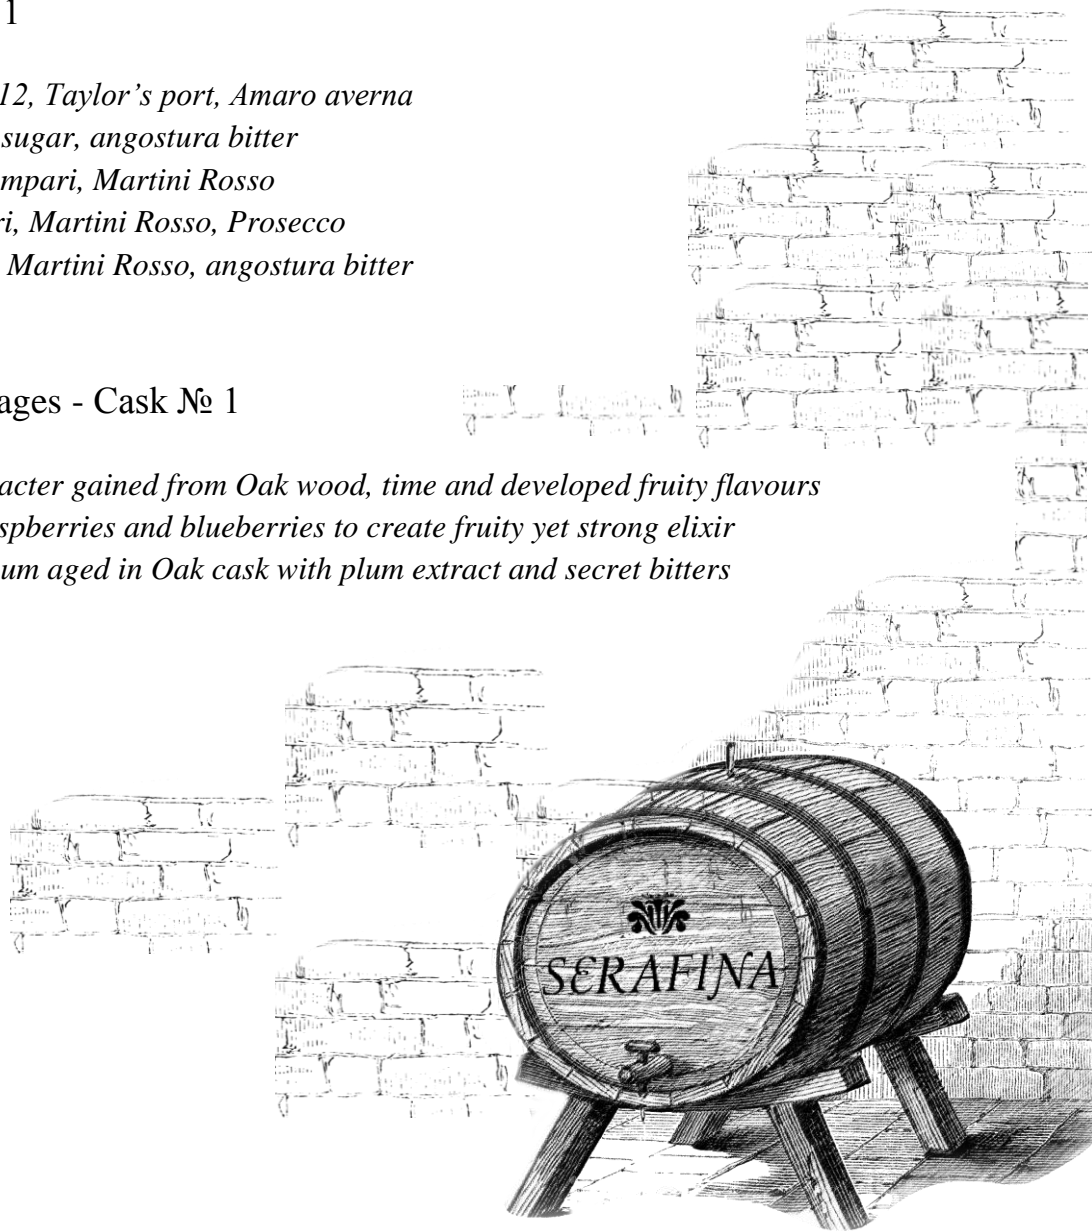 1
12, Taylor’s port, Amaro averna
sugar, angostura bitter
mpari, Martini Rosso
ri, Martini Rosso, Prosecco
Martini Rosso, angostura bitter
ages - Cask № 1
acter gained from Oak wood, time and developed fruity flavours
spberries and blueberries to create fruity yet strong elixir
um aged in Oak cask with plum extract and secret bitters
SERAFINA